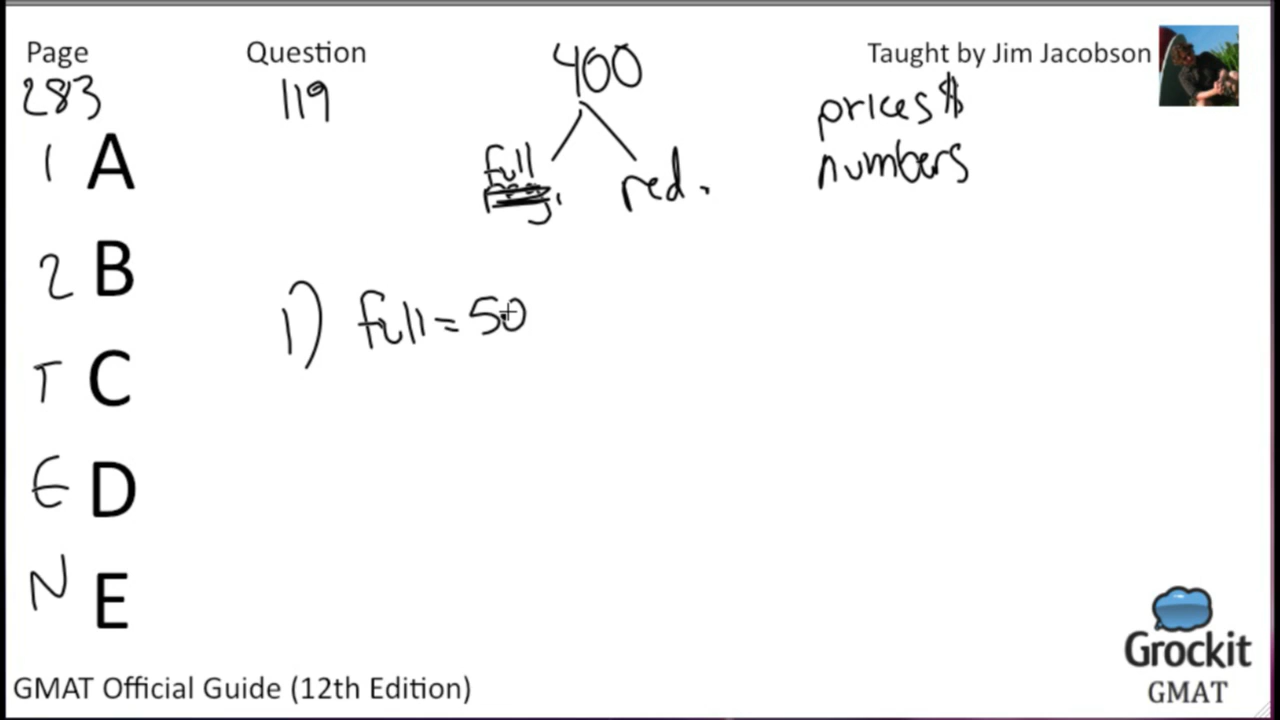 Page Question 400 Taught by Jim Jacobson
283 119 prices $
1 A full red. numbers
2 B
1) full = 50
T C
E D
N E
Grockit
GMAT
GMAT Official Guide (12th Edition)